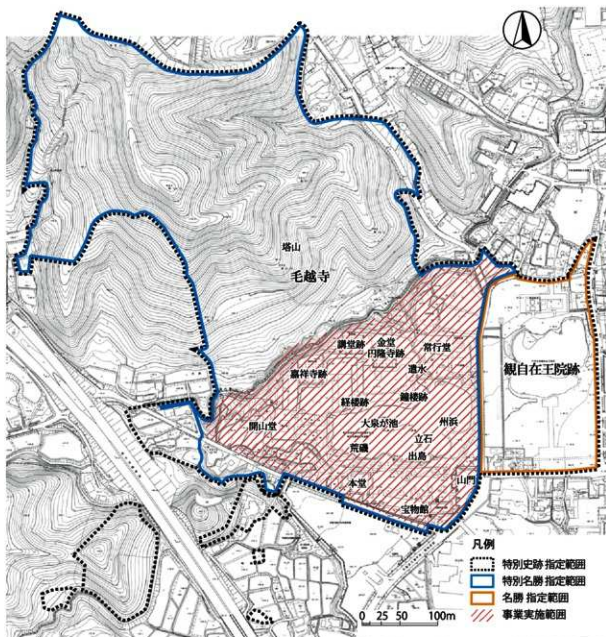 塔山
毛越寺
講堂跡
金堂
円隆寺跡
常行堂
遣水
嘉祥寺跡
経楼跡
鐘楼跡
開山堂
大泉が池
州浜
立石
荒磯
出島
本堂
山門
宝物館
観自在王院跡
凡例
特別史跡 指定範囲
特別名勝 指定範囲
名勝 指定範囲
事業実施範囲
0 25 50 100m